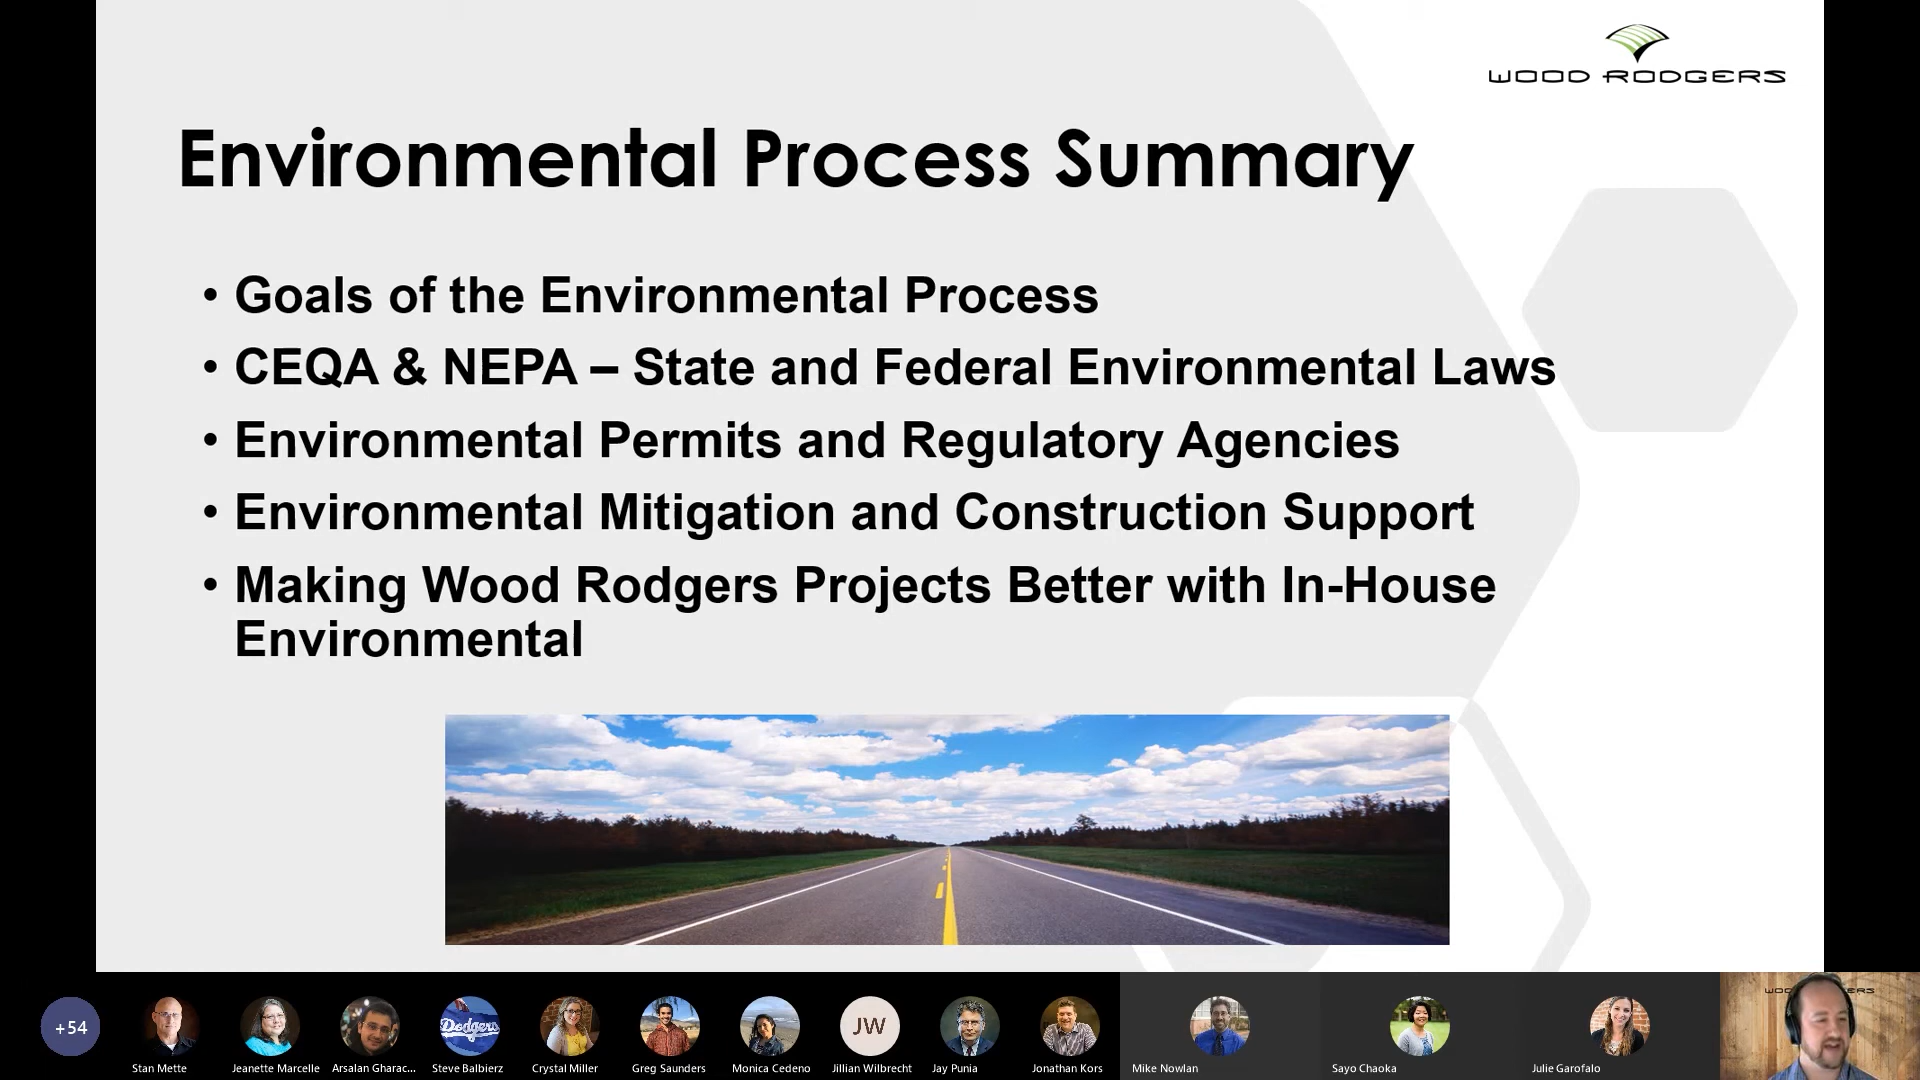 WOOD RODGERS
Environmental Process Summary
• Goals of the Environmental Process
• CEQA & NEPA – State and Federal Environmental Laws
• Environmental Permits and Regulatory Agencies
• Environmental Mitigation and Construction Support
• Making Wood Rodgers Projects Better with In-House
Environmental
+54
Dodgers
JW
Stan Mette
Jeanette Marcelle
Arsalan Gharac...
Steve Balbierz
Crystal Miller
Greg Saunders
Monica Cedeno
Jillian Wilbrecht
Jay Punia
Jonathan Kors
Mike Nowlan
Sayo Chaoka
Julie Garofalo